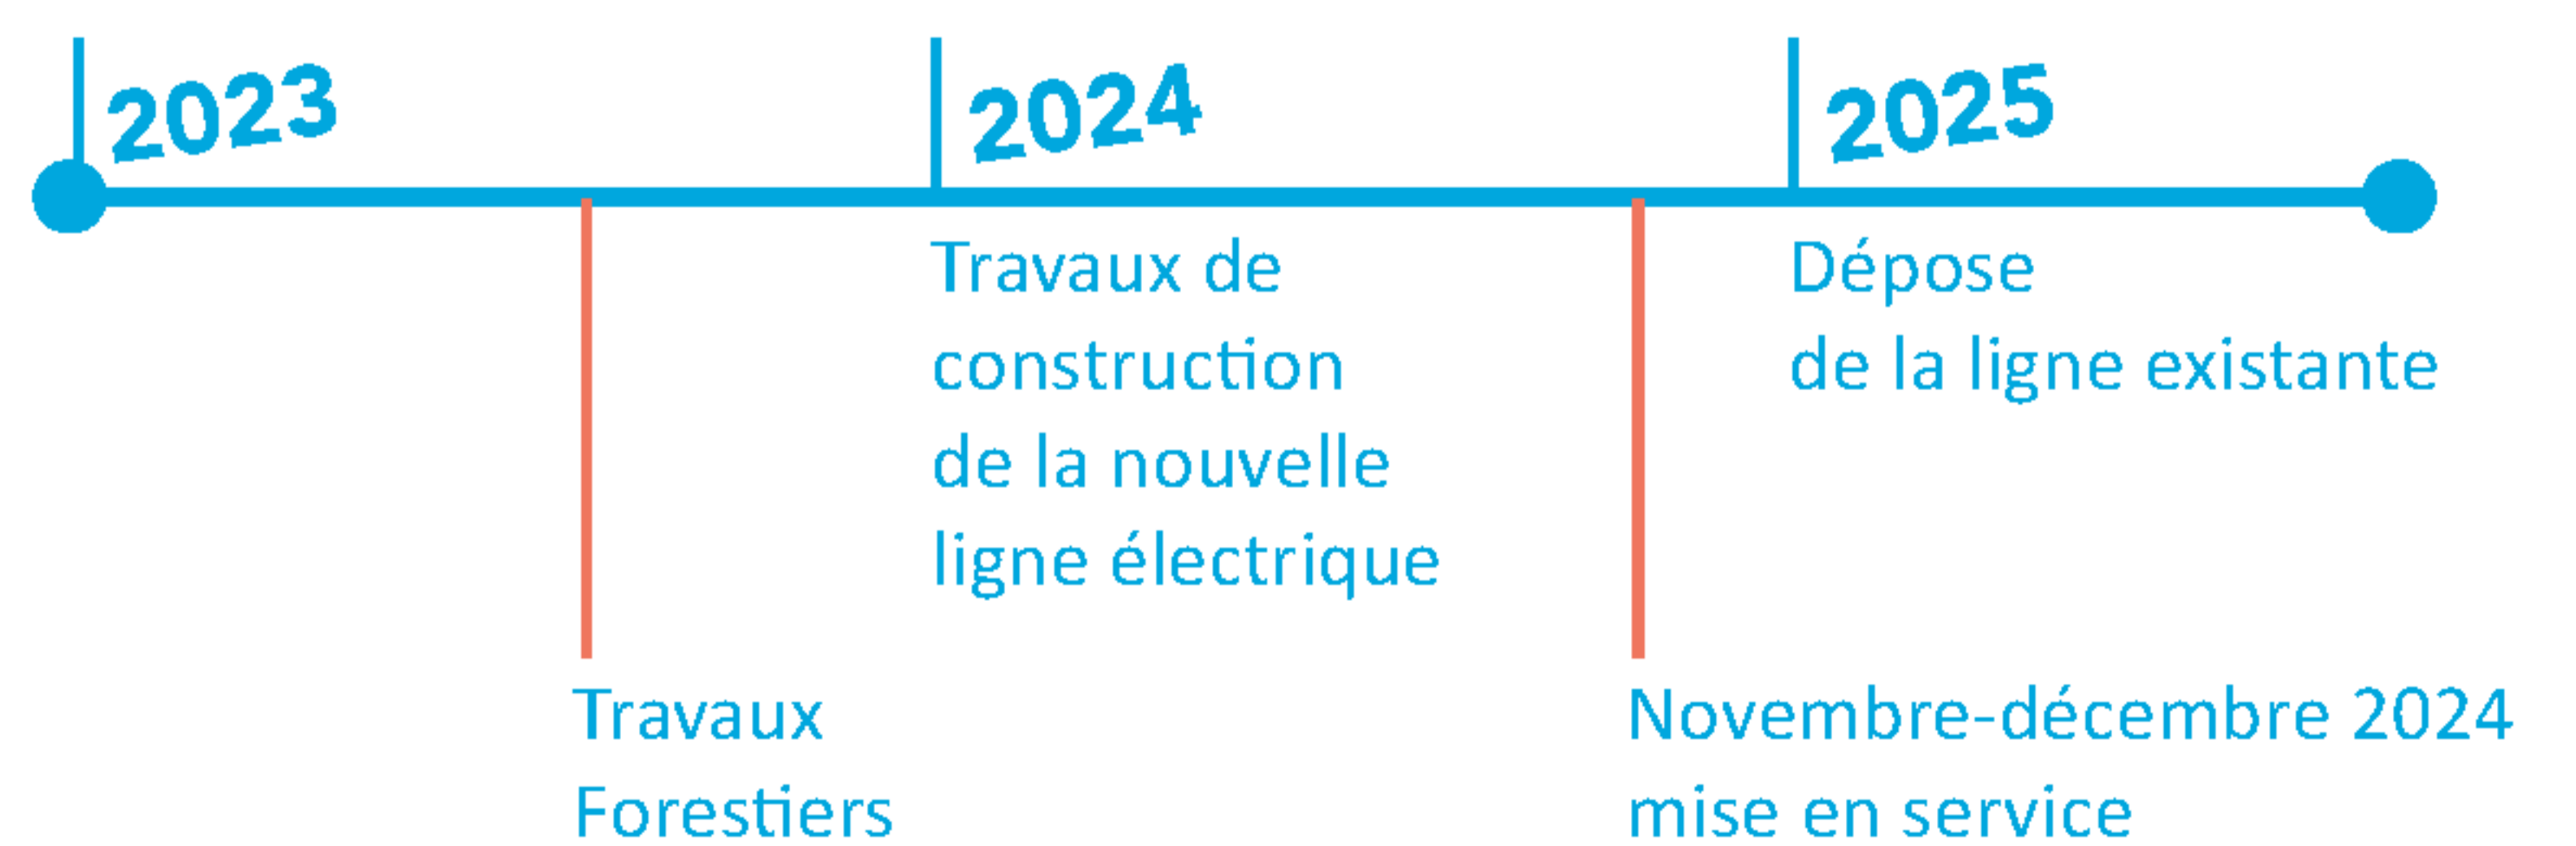 2023
2024
2025
Travaux de
construction
de la nouvelle
ligne électrique
Dépose
de la ligne existante
Travaux
Forestiers
Novembre-décembre 2024
mise en service